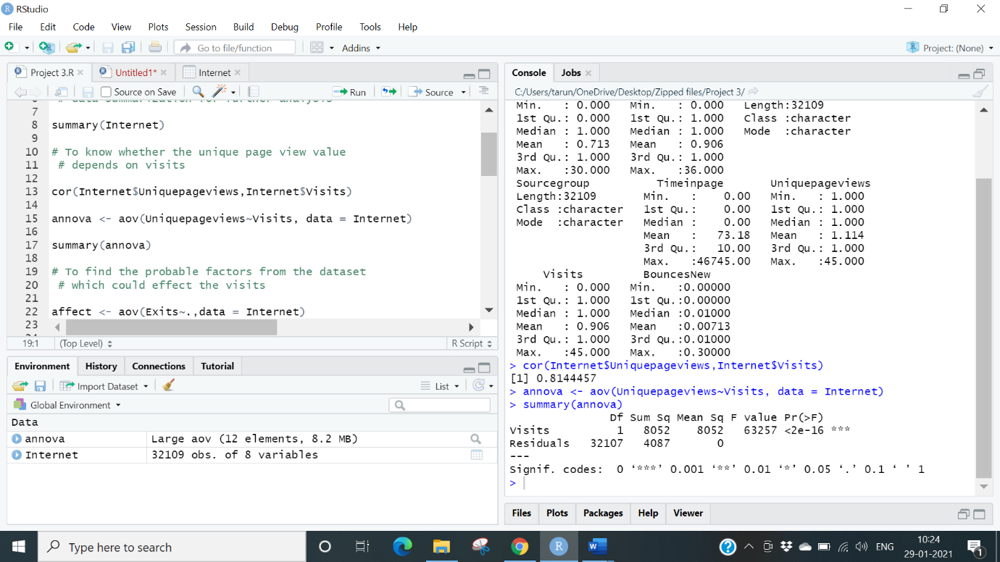 RStudio
File Edit Code View Plots Session Build Debug Profile Tools Help
Go to file/function Addins Project: (None)
Project 3.R Untitled1* Internet
Source on Save Run Source
7
8 summary(Internet)
9
10 # To know whether the unique page view value
11 # depends on visits
12
13 cor(Internet$Uniquepageviews,Internet$Visits)
14
15 annova <- aov(Uniquepageviews~Visits, data = Internet)
16
17 summary(annova)
18
19 # To find the probable factors from the dataset
20 # which could effect the visits
21
22 affect <- aov(Exits~.,data = Internet)
23
19:1 (Top Level) R Script
Environment History Connections Tutorial
Import Dataset List
Global Environment
Data
annova Large aov (12 elements, 8.2 MB)
Internet 32109 obs. of 8 variables
Console Jobs
C:/Users/tarun/OneDrive/Desktop/Zipped files/Project 3/
Min. : 0.000 Min. : 0.000 Length:32109
1st Qu.: 0.000 1st Qu.: 1.000 Class :character
Median : 1.000 Median : 1.000 Mode :character
Mean : 0.713 Mean : 0.906
3rd Qu.: 1.000 3rd Qu.: 1.000
Max. :30.000 Max. :36.000
Sourcegroup Timeinpage Uniquepageviews
Length:32109 Min. : 0.00 Min. : 1.000
Class :character 1st Qu.: 0.00 1st Qu.: 1.000
Mode :character Median : 0.00 Median : 1.000
Mean : 73.18 Mean : 1.114
3rd Qu.: 10.00 3rd Qu.: 1.000
Max. :46745.00 Max. :45.000
Visits BouncesNew
Min. : 0.000 Min. :0.00000
1st Qu.: 1.000 1st Qu.:0.00000
Median : 1.000 Median :0.01000
Mean : 0.906 Mean :0.00713
3rd Qu.: 1.000 3rd Qu.:0.01000
Max. :45.000 Max. :0.30000
> cor(Internet$Uniquepageviews,Internet$Visits)
[1] 0.8144457
> annova <- aov(Uniquepageviews~Visits, data = Internet)
> summary(annova)
Df Sum Sq Mean Sq F value Pr(>F)
Visits 1 8052 8052 63257 <2e-16 ***
Residuals 32107 4087 0
---
Signif. codes: 0 ‘***’ 0.001 ‘**’ 0.01 ‘*’ 0.05 ‘.’ 0.1 ‘ ’ 1
>
Files Plots Packages Help Viewer
Type here to search
ENG
10:24
29-01-2021
1